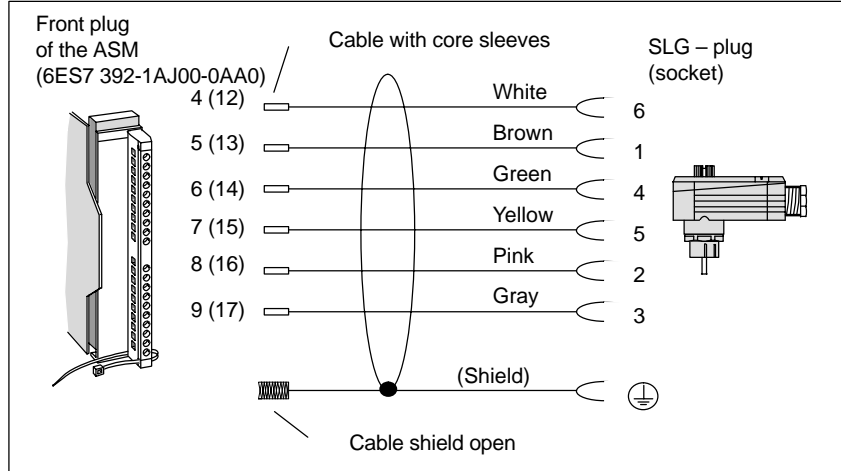 Front plug
of the ASM
(6ES7 392-1AJ00-0AA0)
Cable with core sleeves
SLG – plug
(socket)
4 (12) White 6
5 (13) Brown 1
6 (14) Green 4
7 (15) Yellow 5
8 (16) Pink 2
9 (17) Gray 3
(Shield)
Cable shield open